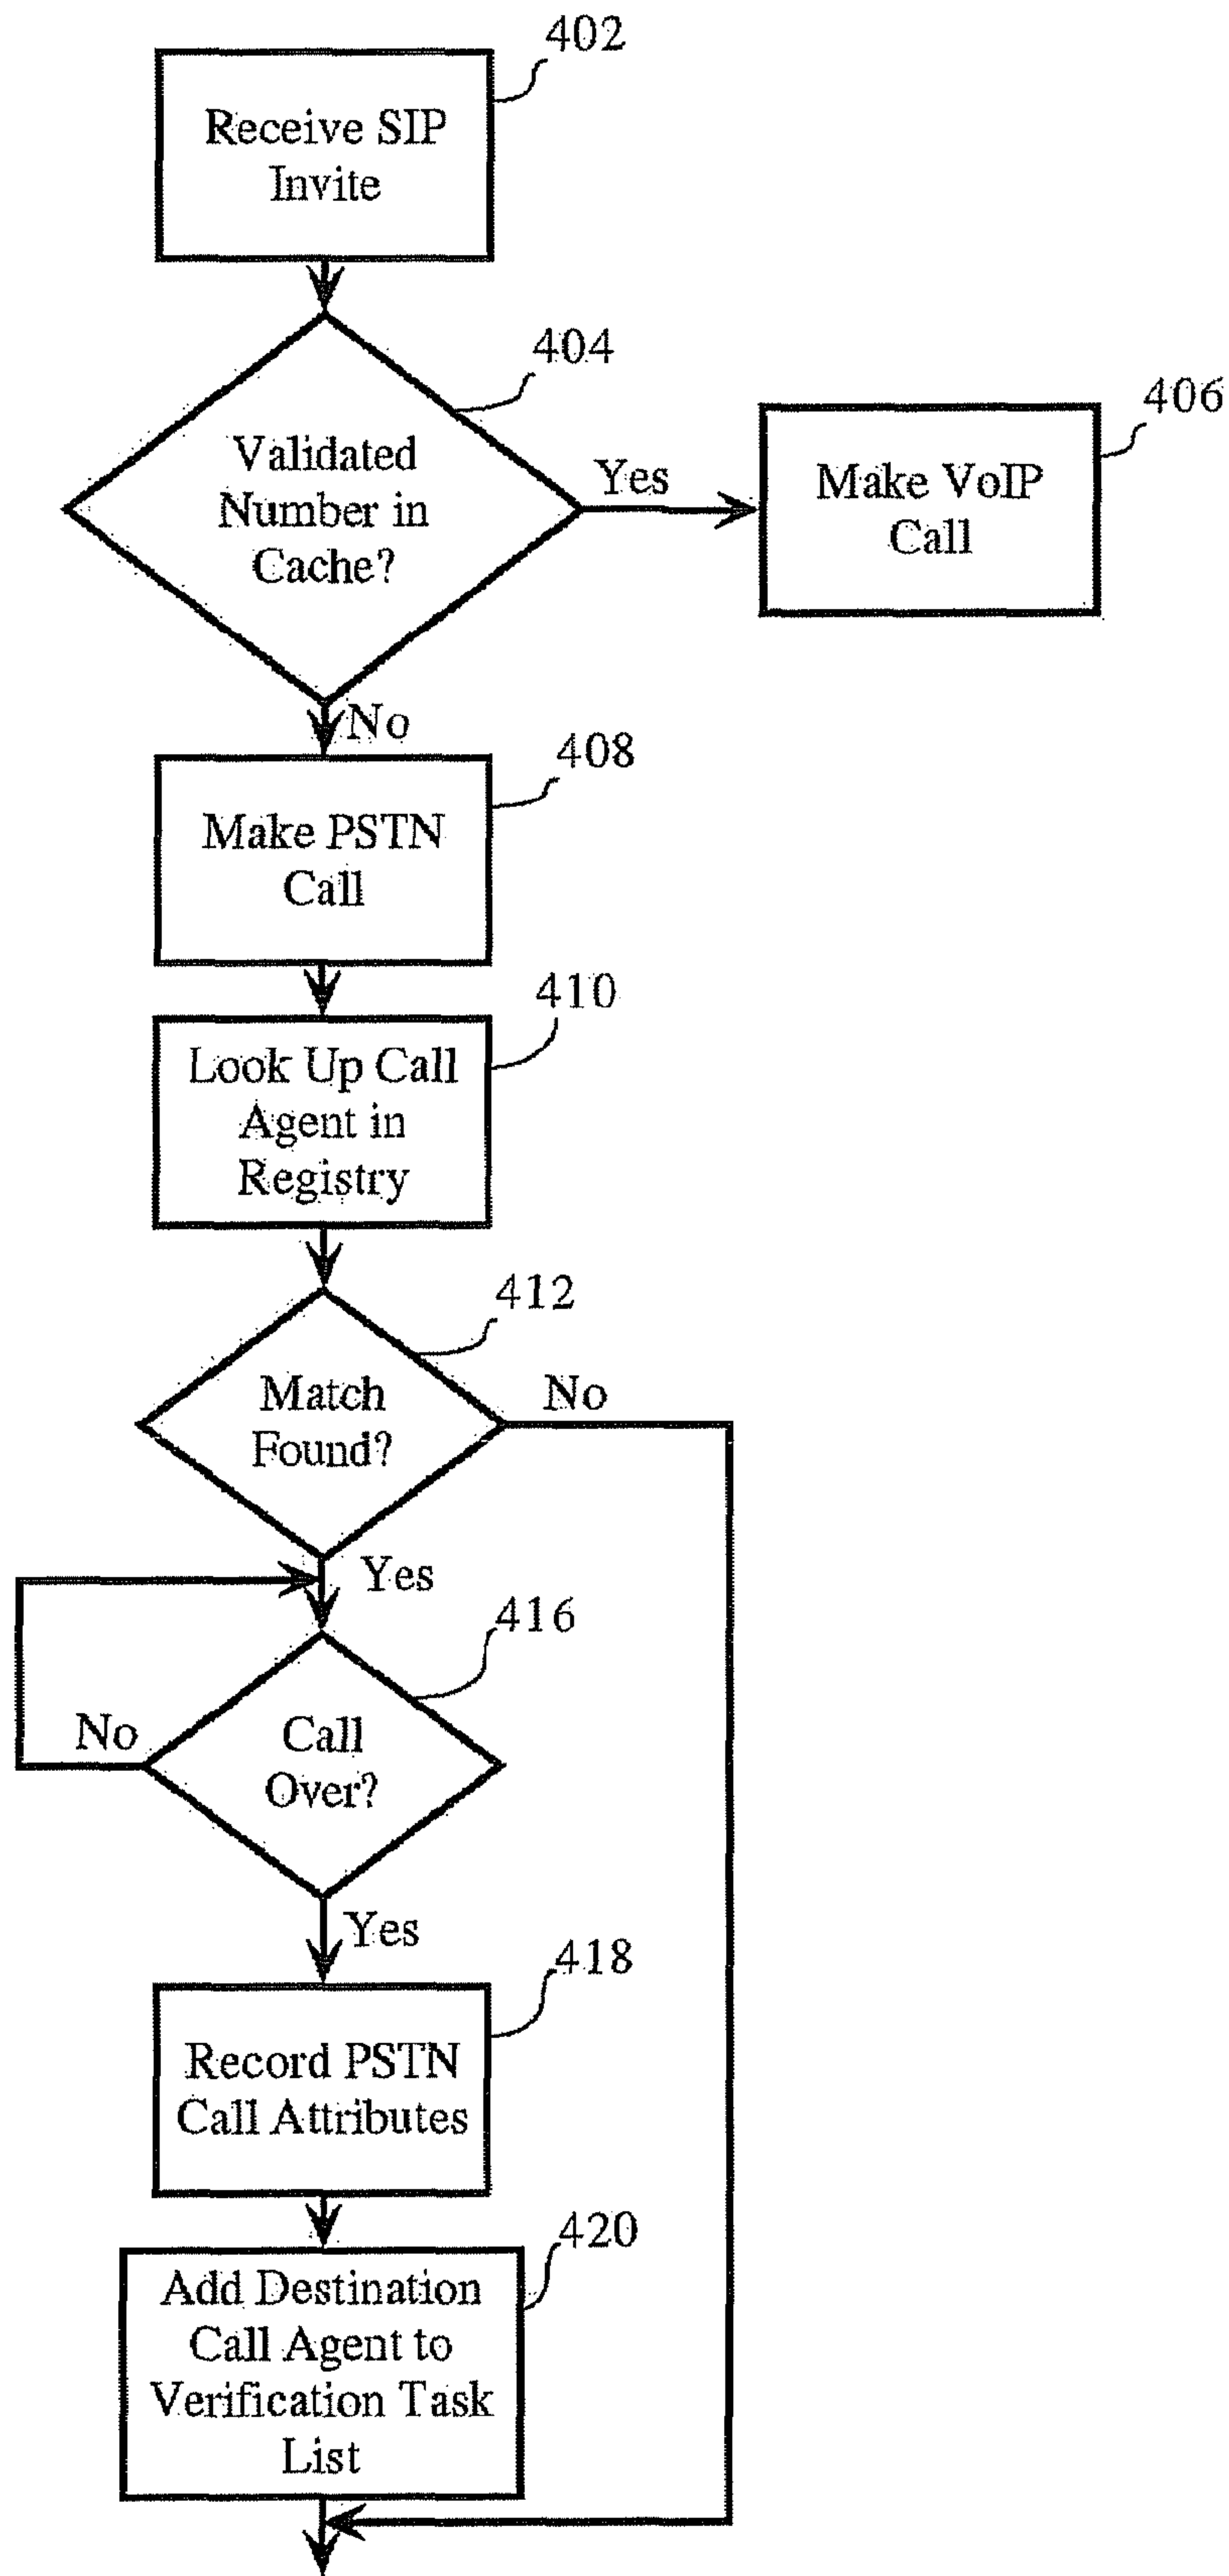 402
Receive SIP
Invite
404
Validated
Number in
Cache?
Yes
406
Make VoIP
Call
No
408
Make PSTN
Call
410
Look Up Call
Agent in
Registry
412
Match
Found?
No
Yes
416
Call
Over?
No
Yes
418
Record PSTN
Call Attributes
420
Add Destination
Call Agent to
Verification Task
List